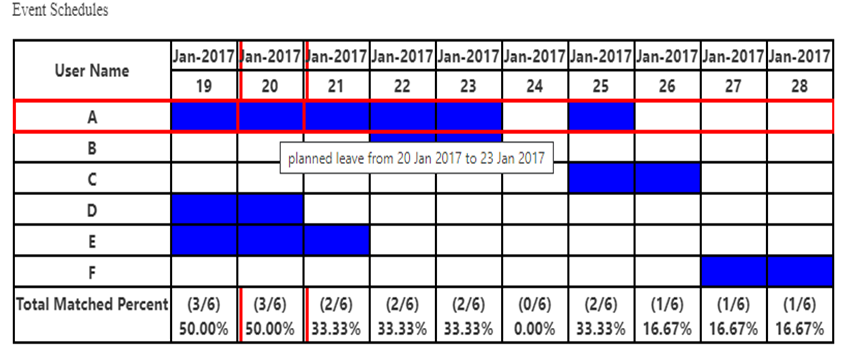 Event Schedules
User Name Jan-2017 Jan-2017 Jan-2017 Jan-2017 Jan-2017 Jan-2017 Jan-2017 Jan-2017 Jan-2017 Jan-2017
19 20 21 22 23 24 25 26 27 28
A
B
planned leave from 20 Jan 2017 to 23 Jan 2017
C
D
E
F
Total Matched Percent (3/6) (3/6) (2/6) (2/6) (2/6) (0/6) (2/6) (1/6) (1/6) (1/6)
50.00% 50.00% 33.33% 33.33% 33.33% 0.00% 33.33% 16.67% 16.67% 16.67%